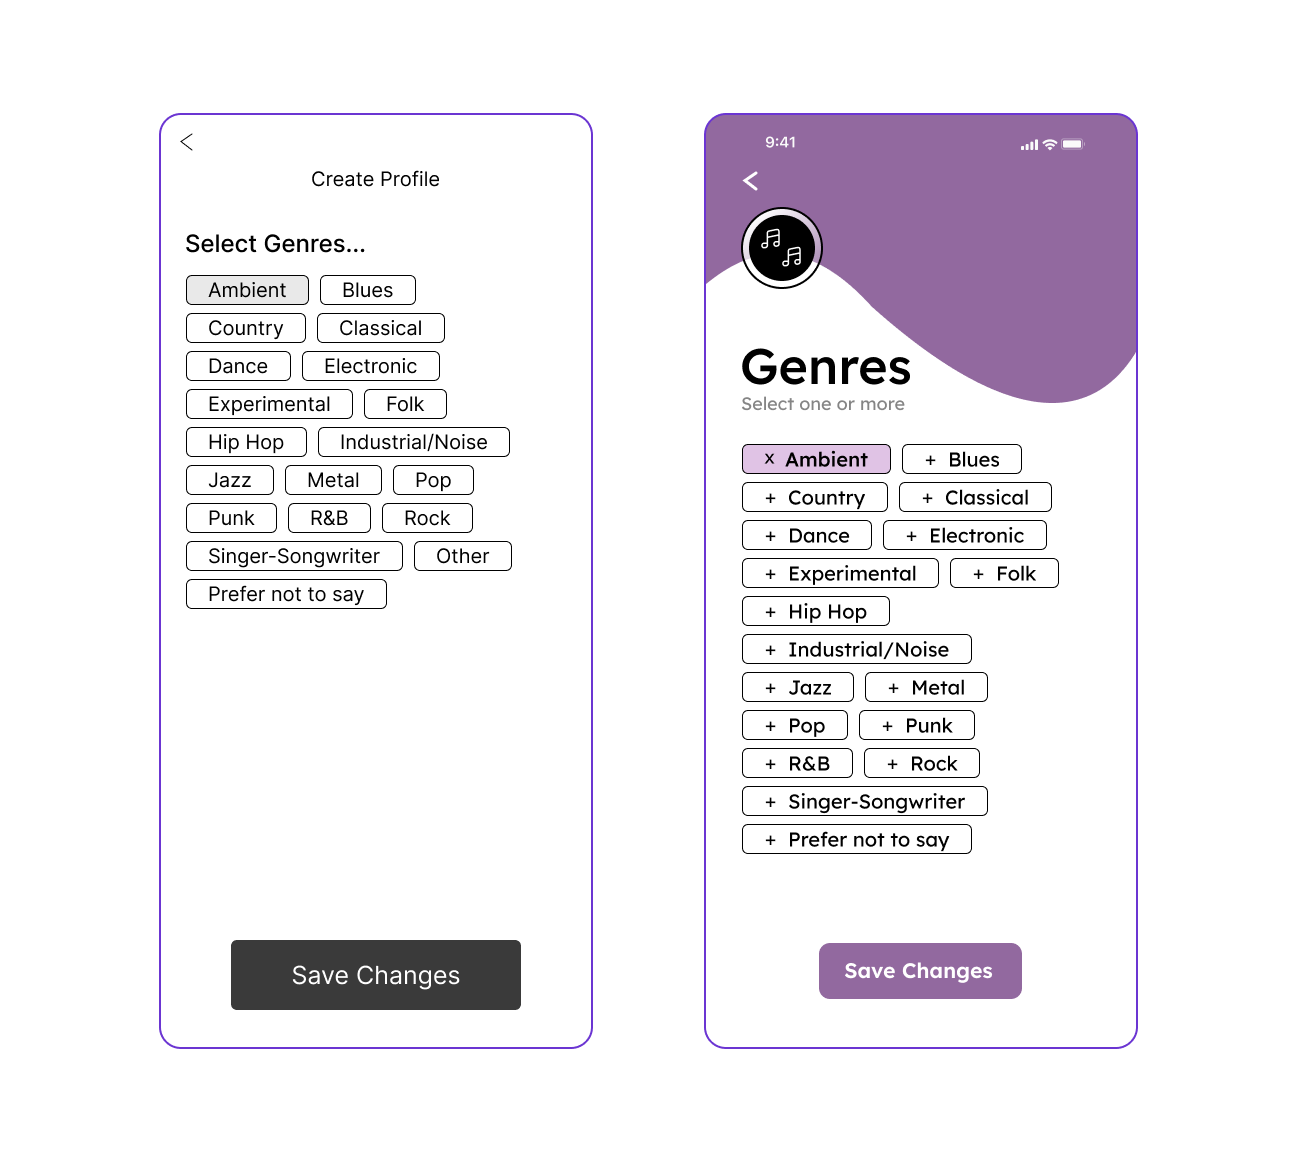 Create Profile
Select Genres...
Ambient Blues
Country Classical
Dance Electronic
Experimental Folk
Hip Hop Industrial/Noise
Jazz Metal Pop
Punk R&B Rock
Singer-Songwriter Other
Prefer not to say
Save Changes
9:41
Genres
Select one or more
x Ambient + Blues
+ Country + Classical
+ Dance + Electronic
+ Experimental + Folk
+ Hip Hop
+ Industrial/Noise
+ Jazz + Metal
+ Pop + Punk
+ R&B + Rock
+ Singer-Songwriter
+ Prefer not to say
Save Changes